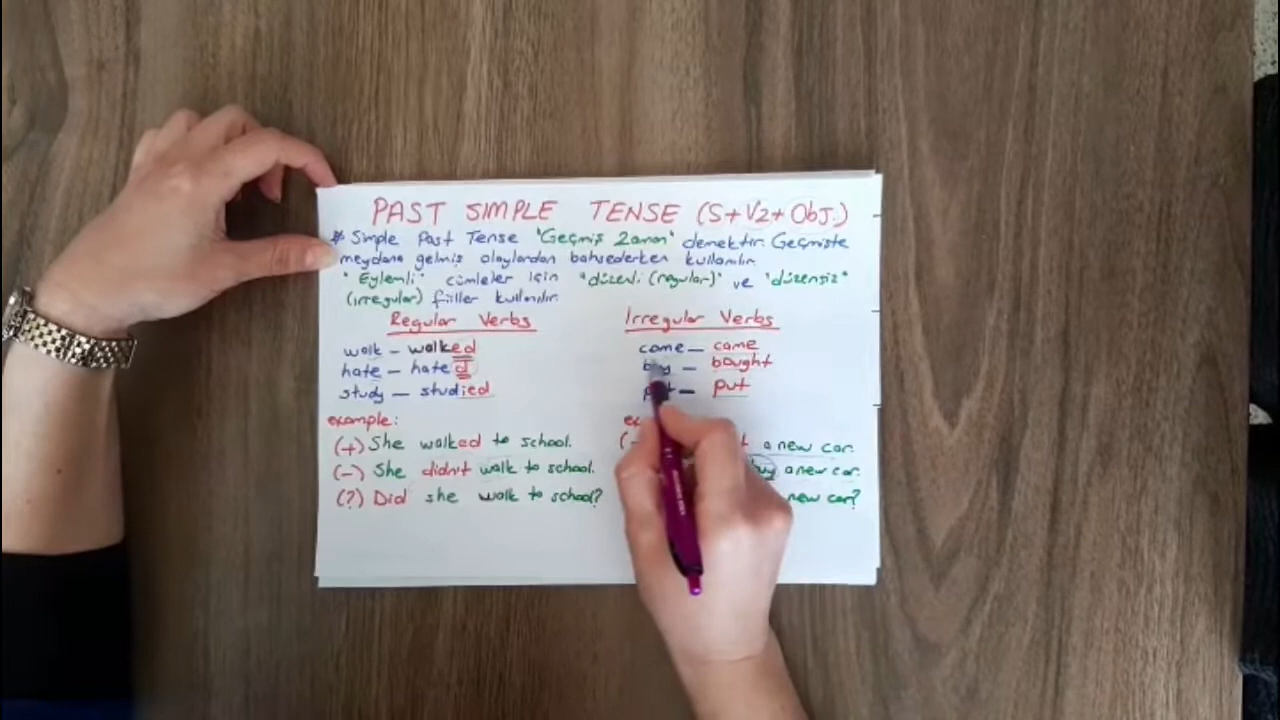 PAST SIMPLE TENSE (S+V2+ Obj.)
* Simple Past Tense "Geçmiş Zaman" demektir. Geçmişte
meydana gelmiş olaylardan bahsederken kullanılır.
"Eylemli" cümleler için "düzenli (regular)" ve "düzensiz"
(irregular) fiiller kullanılır.
Regular Verbs
walk – walked
hate – hated
study – studied
example:
(+) She walked to school.
(-) She didn't walk to school.
(?) Did she walk to school?
Irregular Verbs
come – came
buy – bought
put – put
a new car.
buy a new car.
new car?